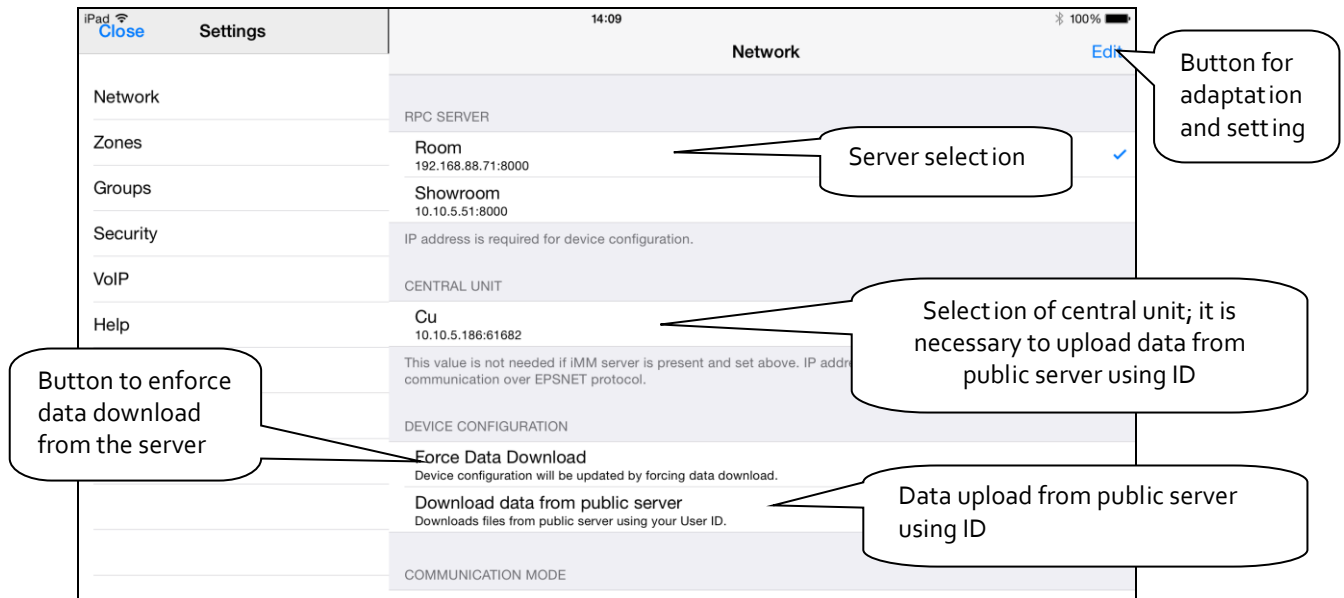 iPad 14:09 100%
Close Settings Network Edit
Button for
adaptation
and setting
Network
Zones
Groups
Security
VoIP
Help
RPC SERVER
Room
192.168.88.71:8000
Server selection
Showroom
10.10.5.51:8000
IP address is required for device configuration.
CENTRAL UNIT
Cu
10.10.5.186:61682
Selection of central unit; it is
necessary to upload data from
public server using ID
This value is not needed if iMM server is present and set above. IP addre
communication over EPSNET protocol.
Button to enforce
data download
from the server
DEVICE CONFIGURATION
Force Data Download
Device configuration will be updated by forcing data download.
Download data from public server
Downloads files from public server using your User ID.
Data upload from public server
using ID
COMMUNICATION MODE